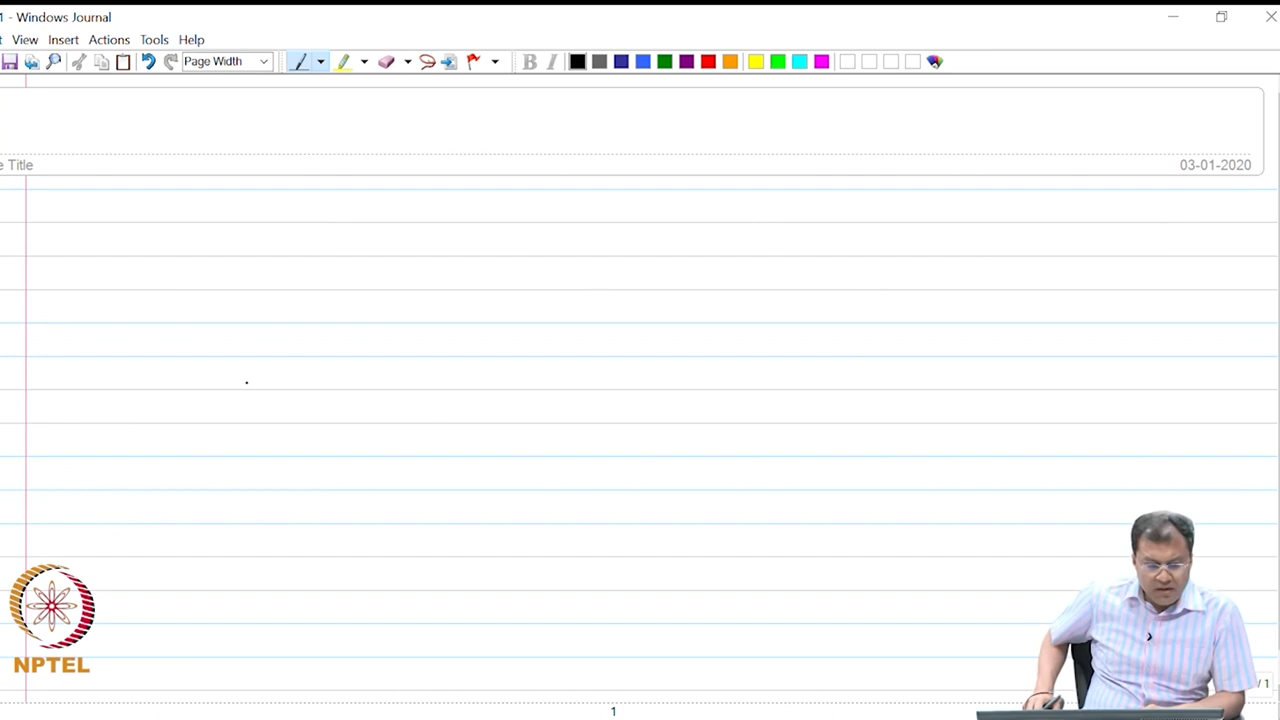 1 - Windows Journal
t View Insert Actions Tools Help
Page Width
B I
e Title
03-01-2020
NPTEL
/ 1
1